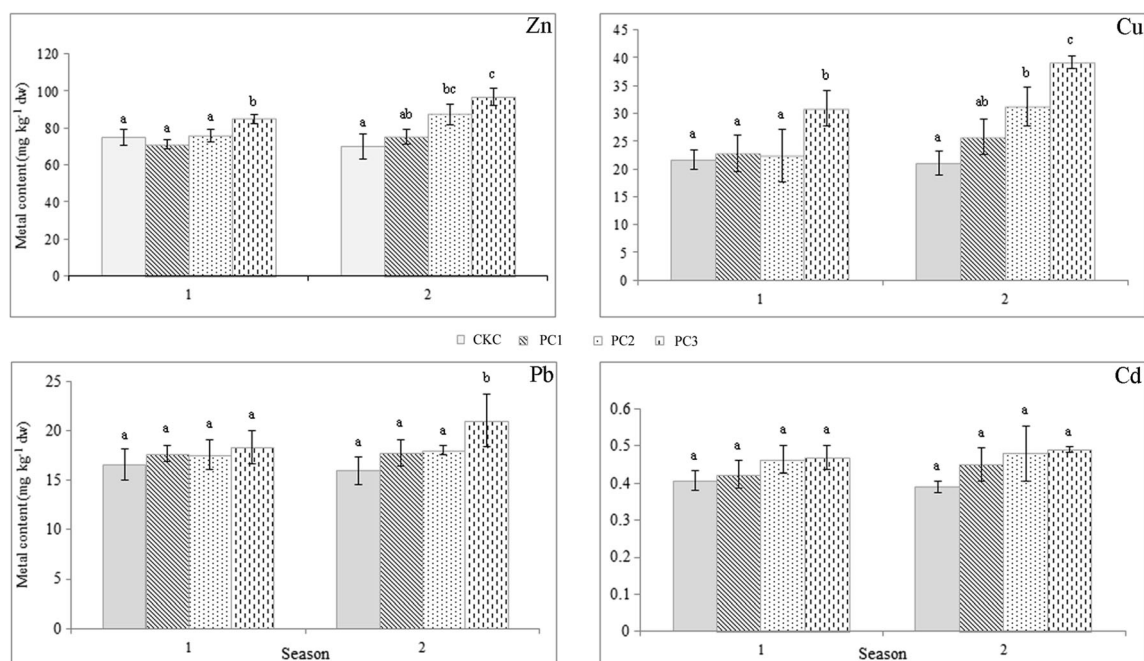 Zn
Metal content (mg kg⁻¹ dw)
120
100
80
60
40
20
0
a
a
a
b
a
ab
bc
c
1
2
Cu
45
40
35
30
25
20
15
10
5
0
a
a
a
b
a
ab
b
c
1
2
CKC PC1 PC2 PC3
Pb
Metal content (mg kg⁻¹ dw)
25
20
15
10
5
0
a
a
a
a
a
a
a
b
1
2
Season
Cd
0.6
0.5
0.4
0.3
0.2
0.1
0
a
a
a
a
a
a
a
a
1
2
Season